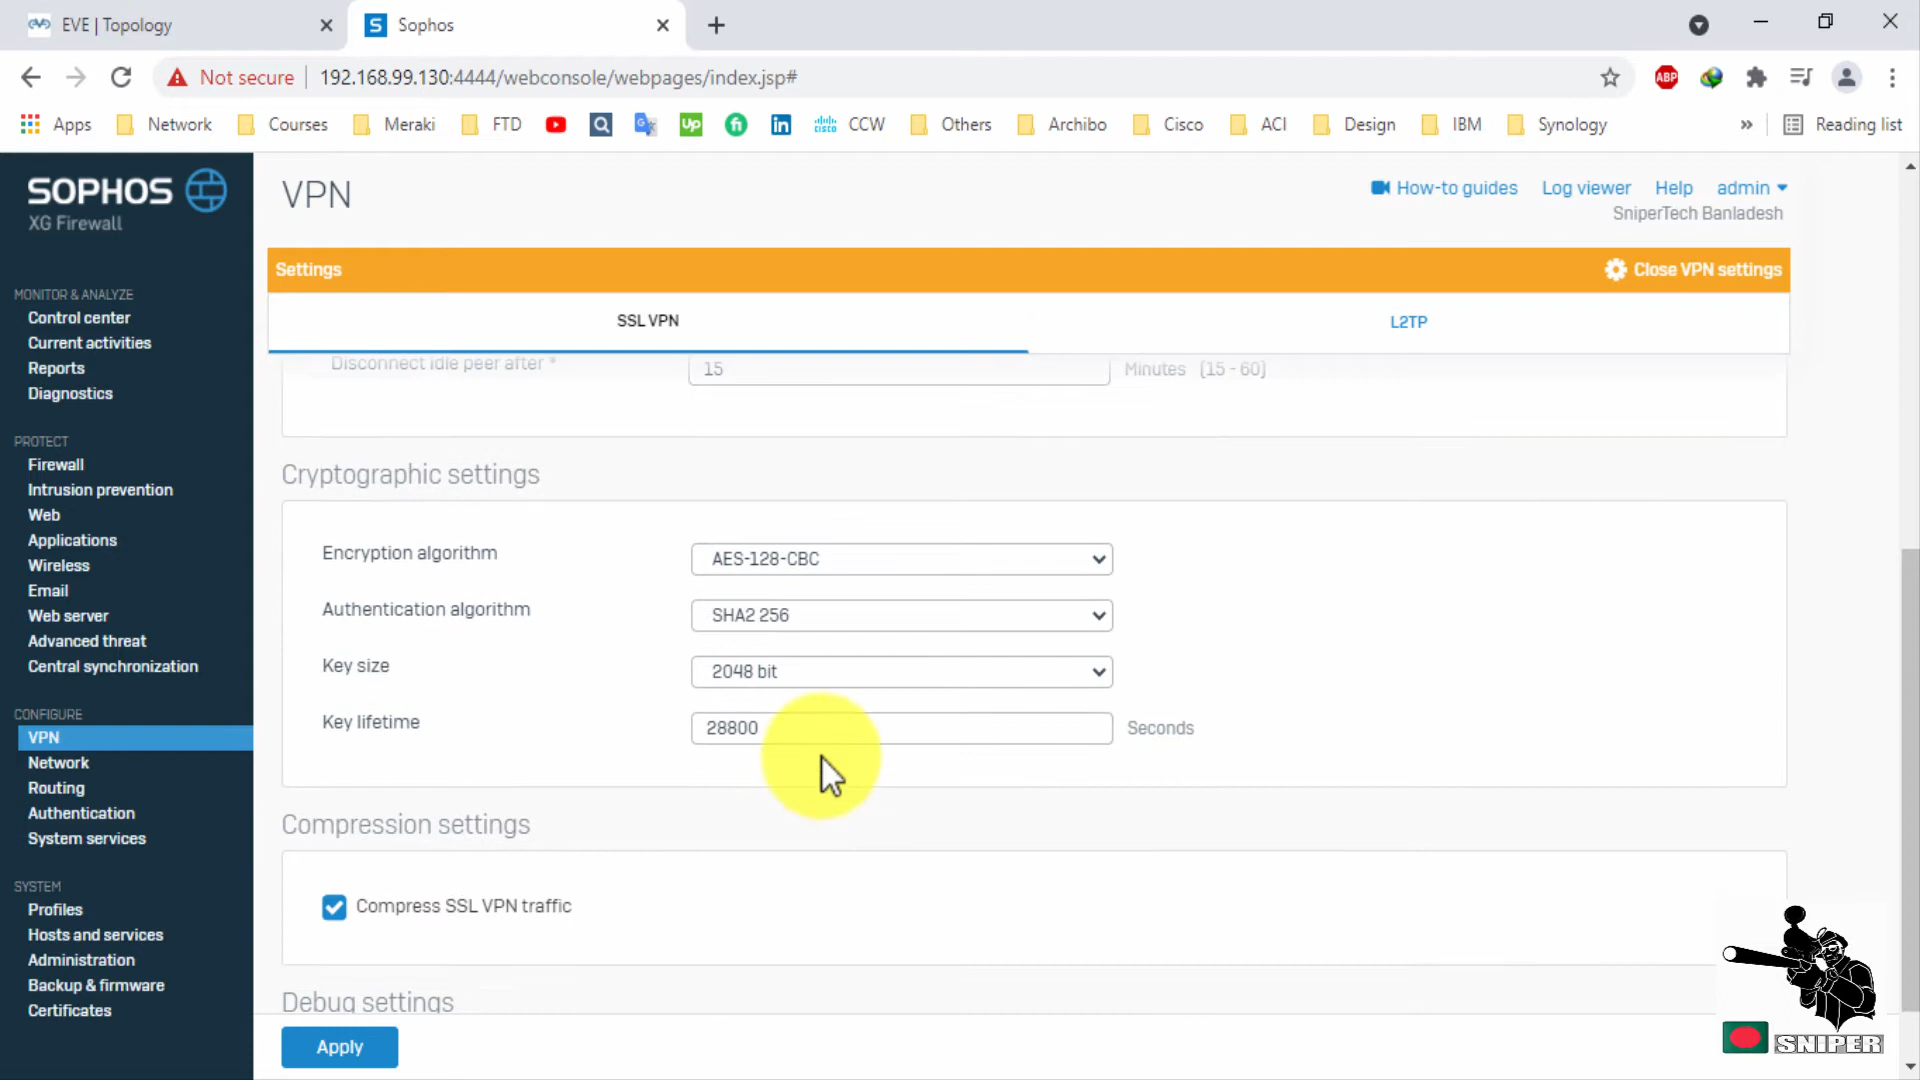 EVE | Topology
Sophos
Not secure
192.168.99.130:4444/webconsole/webpages/index.jsp#
ABP
Apps
Network
Courses
Meraki
FTD
CCW
Others
Archibo
Cisco
ACI
Design
IBM
Synology
»
Reading list
SOPHOS
XG Firewall
MONITOR & ANALYZE
Control center
Current activities
Reports
Diagnostics
PROTECT
Firewall
Intrusion prevention
Web
Applications
Wireless
Email
Web server
Advanced threat
Central synchronization
CONFIGURE
VPN
Network
Routing
Authentication
System services
SYSTEM
Profiles
Hosts and services
Administration
Backup & firmware
Certificates
VPN
How-to guides
Log viewer
Help
admin
SniperTech Banladesh
Settings
Close VPN settings
SSL VPN
L2TP
Disconnect idle peer after *
15
Minutes (15 - 60)
Cryptographic settings
Encryption algorithm
AES-128-CBC
Authentication algorithm
SHA2 256
Key size
2048 bit
Key lifetime
28800
Seconds
Compression settings
Compress SSL VPN traffic
Debug settings
Apply
SNIPER